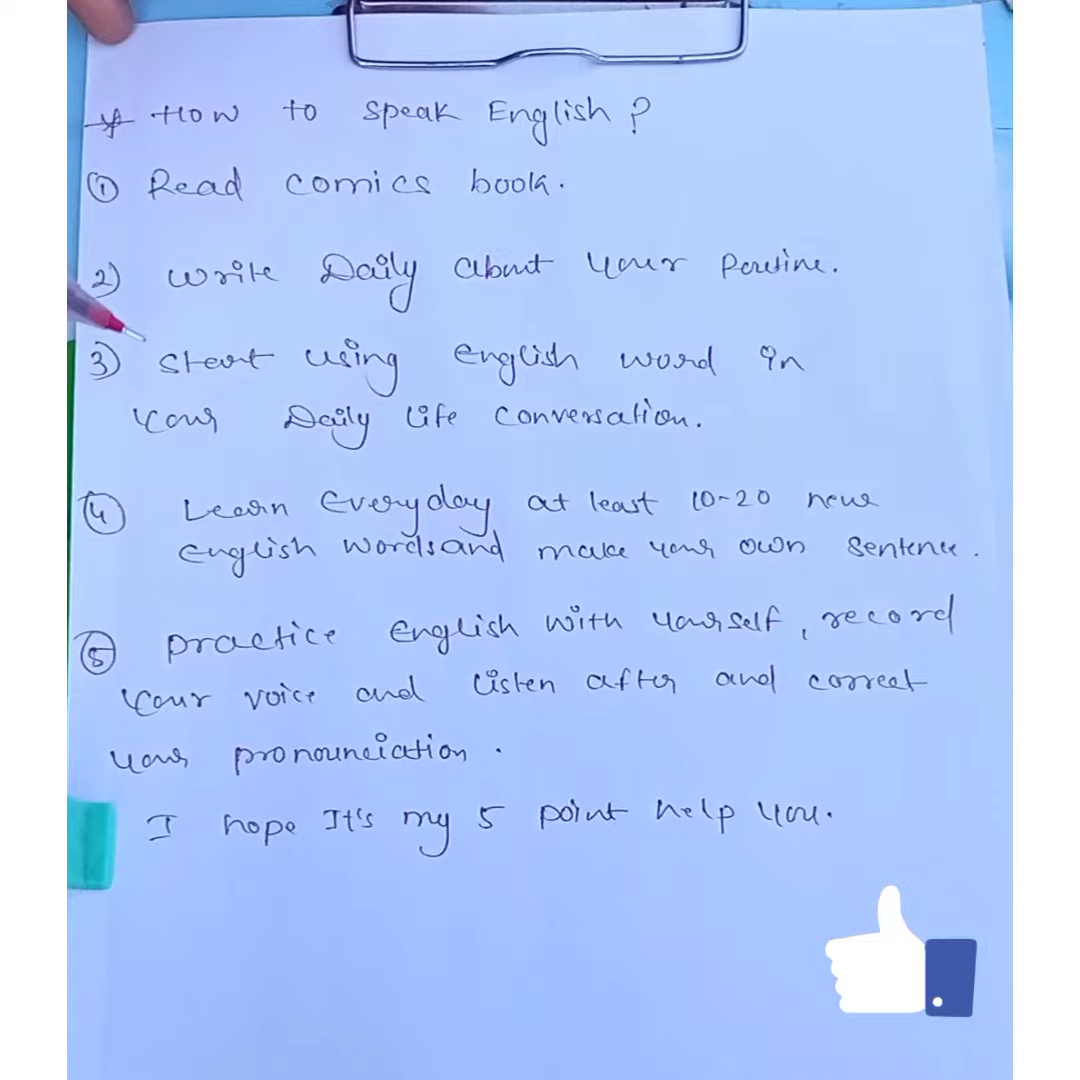 * How to speak English?
① Read comics book.
2) write Daily about your Routine.
3) Start using english word in
your Daily life conversation.
④ Learn Everyday at least 10-20 new
english words and make your own sentence.
⑤ practice english with yourself, record
your voice and listen after and correct
your pronounciation.
I hope It's my 5 point help you.